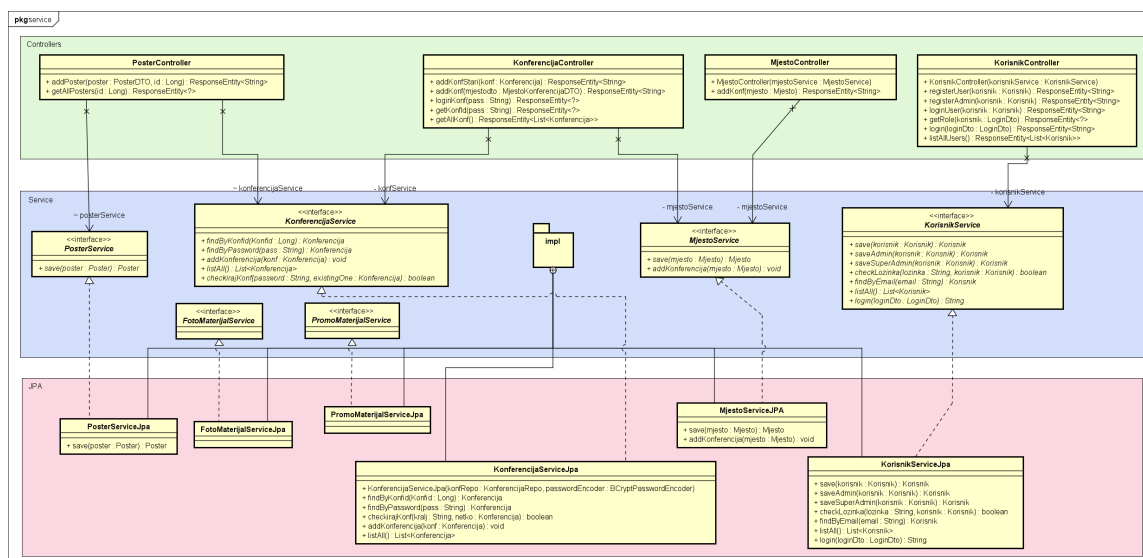 pkg service
Controllers
PosterController
+ addPoster(poster : PosterDTO, id : Long) : ResponseEntity<String>
+ getAllPosters(id : Long) : ResponseEntity<?>
KonferencijaController
+ addKonfStari(konf : Konferencija) : ResponseEntity<String>
+ addKonf(mjestodto : MjestoKonferencijaDTO) : ResponseEntity<String>
+ loginKonf(pass : String) : ResponseEntity<?>
+ getKonfId(pass : String) : ResponseEntity<?>
+ getAllKonf() : ResponseEntity<List<Konferencija>>
MjestoController
+ MjestoController(mjestoService : MjestoService)
+ addKonf(mjesto : Mjesto) : ResponseEntity<String>
KorisnikController
+ KorisnikController(korisnikService : KorisnikService)
+ registerUser(korisnik : Korisnik) : ResponseEntity<String>
+ registerAdmin(korisnik : Korisnik) : ResponseEntity<String>
+ loginUser(korisnik : Korisnik) : ResponseEntity<String>
+ getRole(korisnik : LoginDto) : ResponseEntity<?>
+ login(loginDto : LoginDto) : ResponseEntity<String>
+ listAllUsers() : ResponseEntity<List<Korisnik>>
Service
~ posterService
~ konferencijaService
- konfService
- mjestoService
- mjestoService
- korisnikService
<<interface>>
PosterService
+ save(poster : Poster) : Poster
<<interface>>
KonferencijaService
+ findByKonfid(Konfid : Long) : Konferencija
+ findByPassword(pass : String) : Konferencija
+ addKonferencija(konf : Konferencija) : void
+ listAll() : List<Konferencija>
+ checkirajKonf(password : String, existingOne : Konferencija) : boolean
impl
<<interface>>
MjestoService
+ save(mjesto : Mjesto) : Mjesto
+ addKonferencija(mjesto : Mjesto) : void
<<interface>>
KorisnikService
+ save(korisnik : Korisnik) : Korisnik
+ saveAdmin(korisnik : Korisnik) : Korisnik
+ saveSuperAdmin(korisnik : Korisnik) : Korisnik
+ checkLozinka(lozinka : String, korisnik : Korisnik) : boolean
+ findByEmail(email : String) : Korisnik
+ listAll() : List<Korisnik>
+ login(loginDto : LoginDto) : String
<<interface>>
FotoMaterijalService
<<interface>>
PromoMaterijalService
JPA
PosterServiceJpa
+ save(poster : Poster) : Poster
FotoMaterijalServiceJpa
PromoMaterijalServiceJpa
MjestoServiceJPA
+ save(mjesto : Mjesto) : Mjesto
+ addKonferencija(mjesto : Mjesto) : void
KonferencijaServiceJpa
+ KonferencijaServiceJpa(konfRepo : KonferencijaRepo, passwordEncoder : BCryptPasswordEncoder)
+ findByKonfid(Konfid : Long) : Konferencija
+ findByPassword(pass : String) : Konferencija
+ checkirajKonf(kralj : String, netko : Konferencija) : boolean
+ addKonferencija(konf : Konferencija) : void
+ listAll() : List<Konferencija>
KorisnikServiceJpa
+ save(korisnik : Korisnik) : Korisnik
+ saveAdmin(korisnik : Korisnik) : Korisnik
+ saveSuperAdmin(korisnik : Korisnik) : Korisnik
+ checkLozinka(lozinka : String, korisnik : Korisnik) : boolean
+ findByEmail(email : String) : Korisnik
+ listAll() : List<Korisnik>
+ login(loginDto : LoginDto) : String